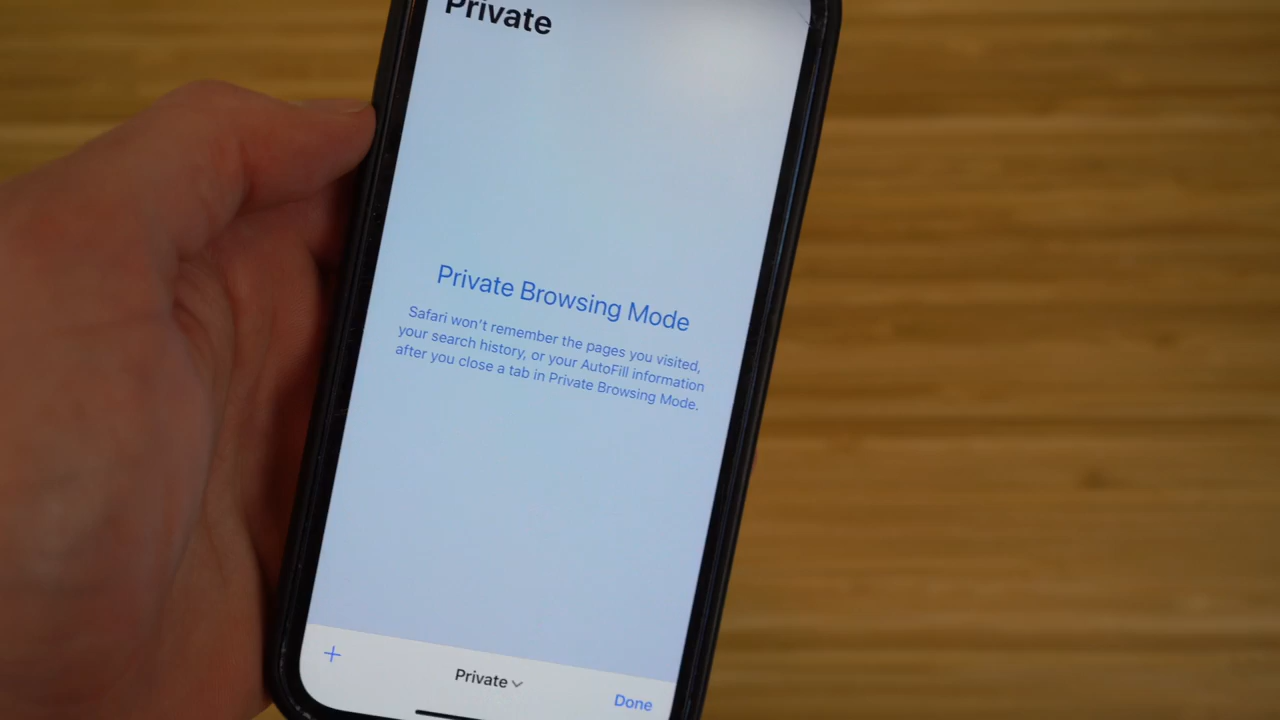 Private
Private Browsing Mode
Safari won't remember the pages you visited,
your search history, or your AutoFill information
after you close a tab in Private Browsing Mode.
Private
Done